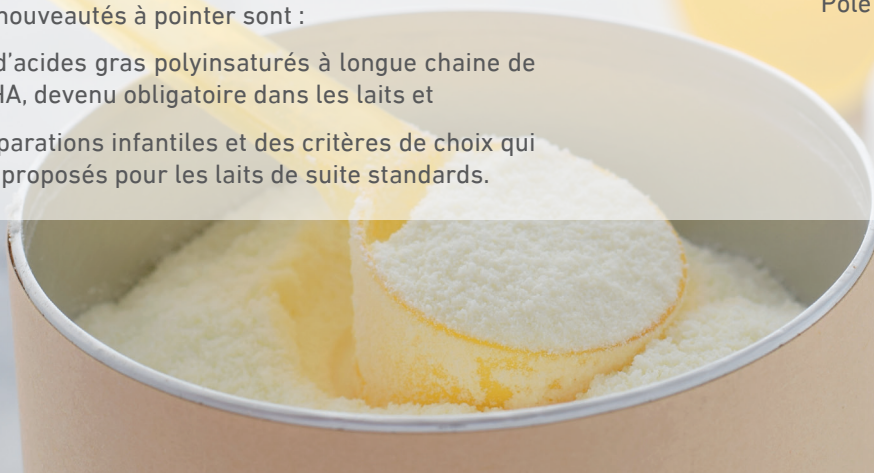 nouveautés à pointer sont :
d'acides gras polyinsaturés à longue chaine de
HA, devenu obligatoire dans les laits et
parations infantiles et des critères de choix qui
proposés pour les laits de suite standards.
Pôle